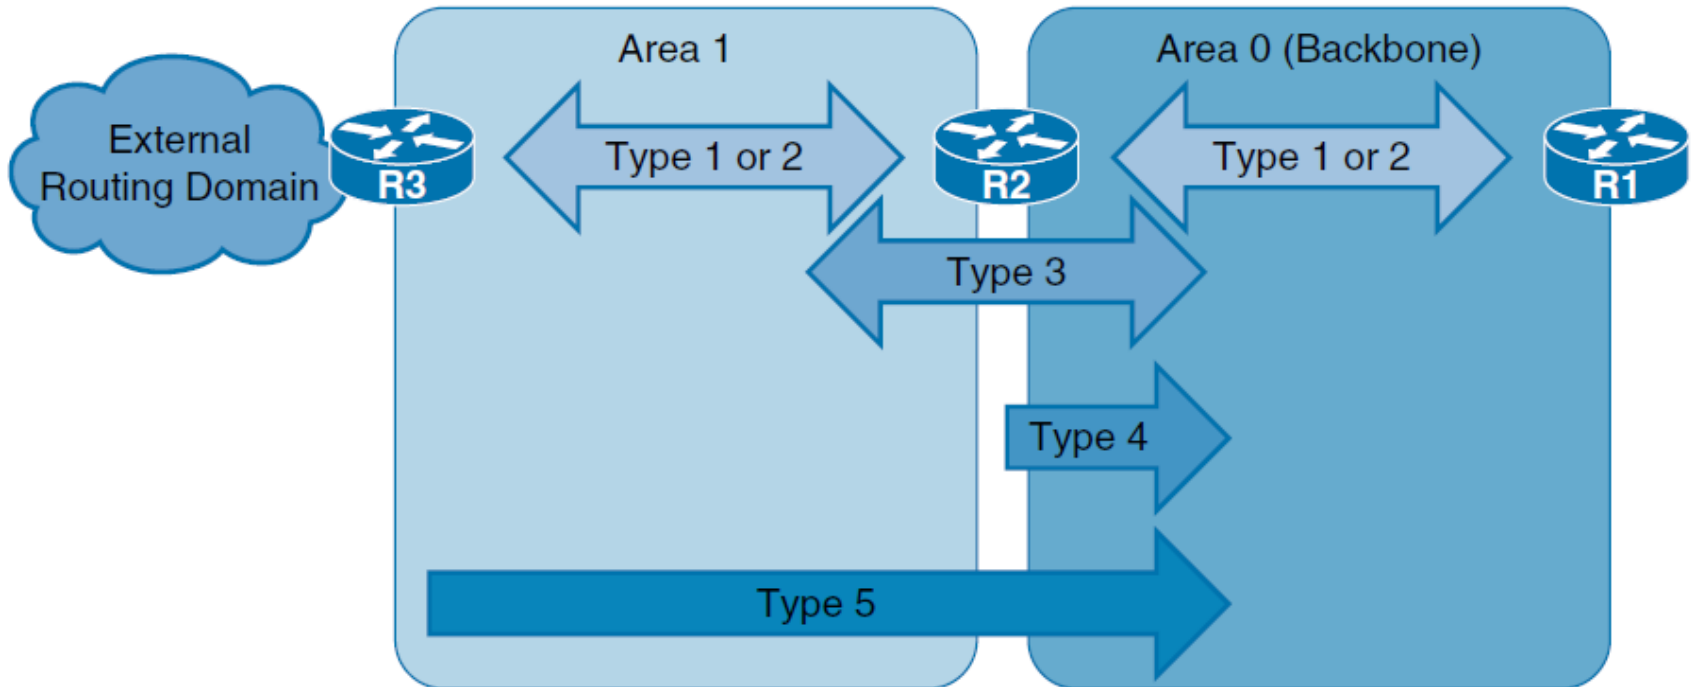 Area 1
Area 0 (Backbone)
External
Routing Domain
R3
Type 1 or 2
R2
Type 1 or 2
R1
Type 3
Type 4
Type 5